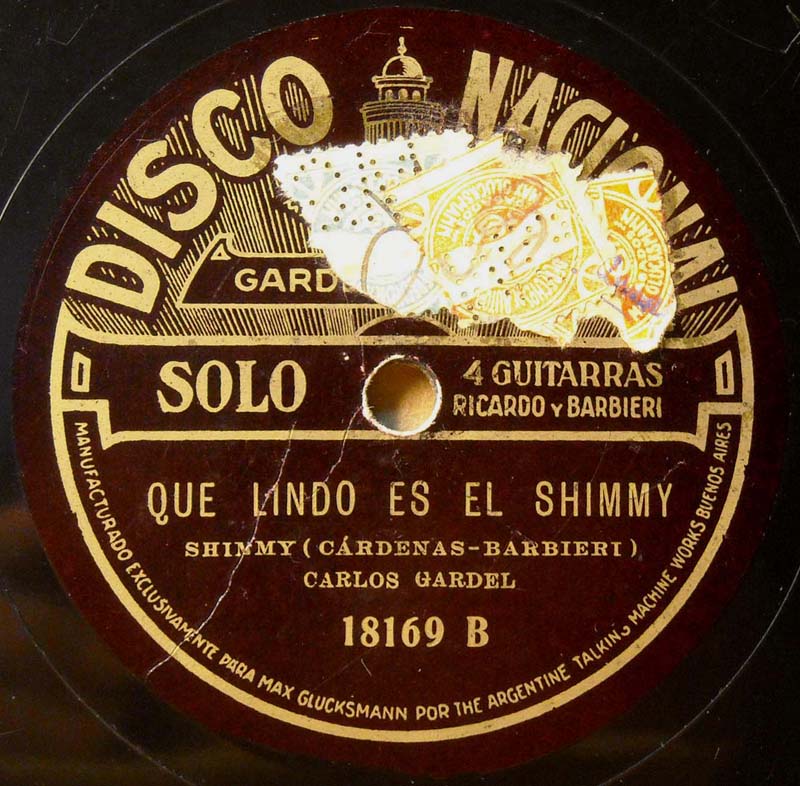 DISCO NACIONAL
GARD
SOLO
4 GUITARRAS
RICARDO Y BARBIERI
QUE LINDO ES EL SHIMMY
SHIMMY (CÁRDENAS-BARBIERI)
CARLOS GARDEL
18169 B
MANUFACTURADO EXCLUSIVAMENTE PARA MAX GLUCKSMANN POR THE ARGENTINE TALKING MACHINE WORKS BUENOS AIRES